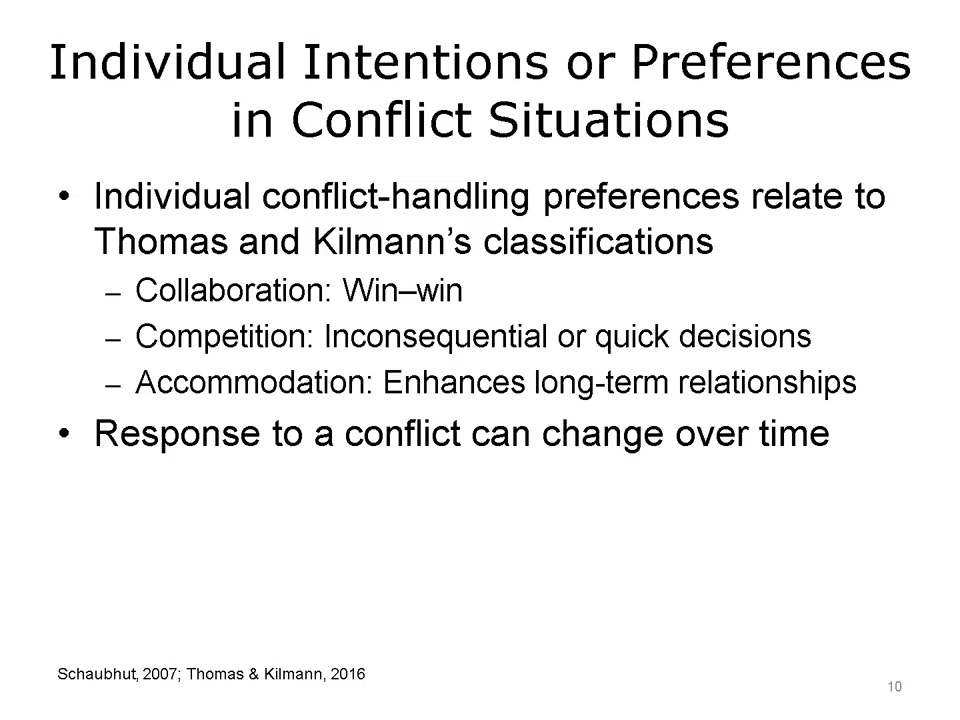 Individual Intentions or Preferences
in Conflict Situations
• Individual conflict-handling preferences relate to
Thomas and Kilmann’s classifications
– Collaboration: Win–win
– Competition: Inconsequential or quick decisions
– Accommodation: Enhances long-term relationships
• Response to a conflict can change over time
Schaubhut, 2007; Thomas & Kilmann, 2016
10